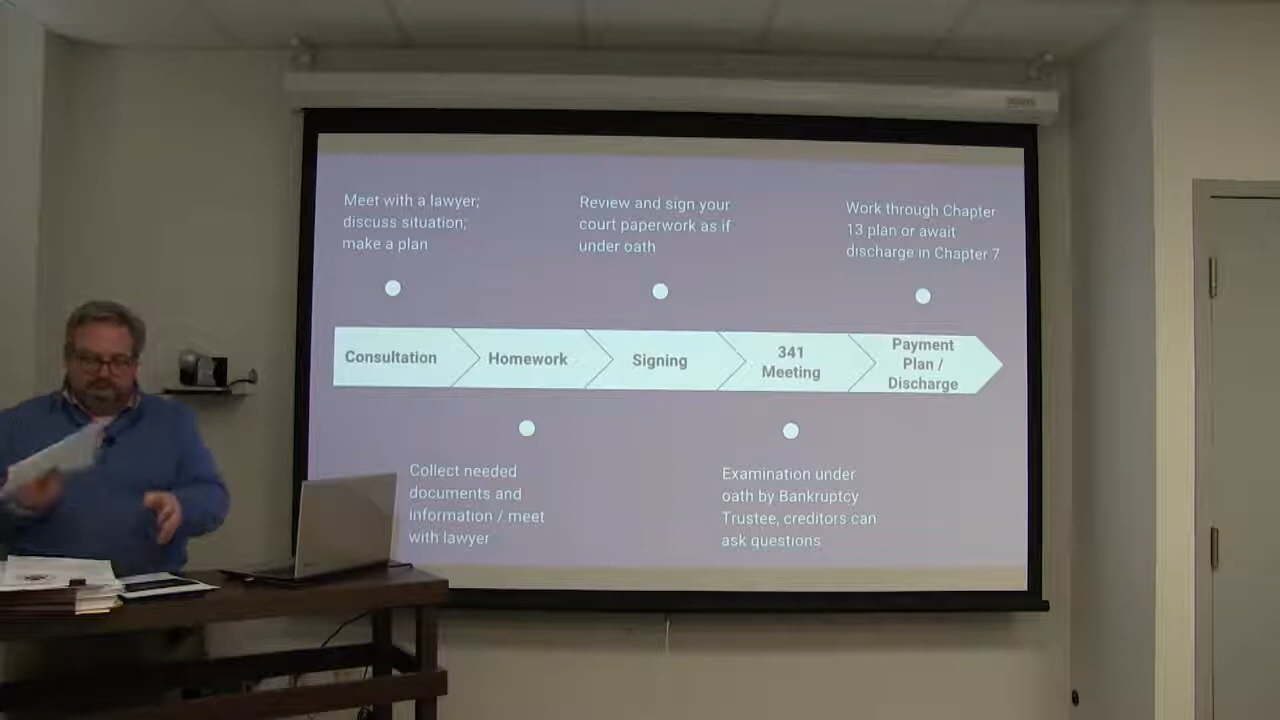 Meet with a lawyer;
discuss situation;
make a plan
Review and sign your
court paperwork as if
under oath
Work through Chapter
13 plan or await
discharge in Chapter 7
Consultation
Homework
Signing
341
Meeting
Payment
Plan /
Discharge
Collect needed
documents and
information / meet
with lawyer
Examination under
oath by Bankruptcy
Trustee, creditors can
ask questions